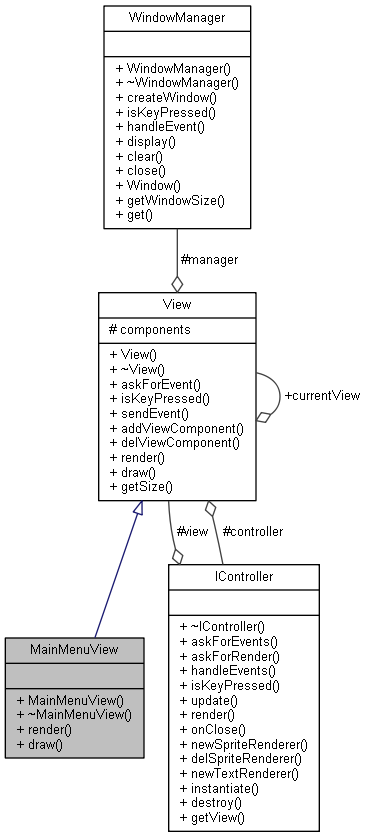 WindowManager
+ WindowManager()
+ ~WindowManager()
+ createWindow()
+ isKeyPressed()
+ handleEvent()
+ display()
+ clear()
+ close()
+ Window()
+ getWindowSize()
+ get()
#manager
View
# components
+ View()
+ ~View()
+ askForEvent()
+ isKeyPressed()
+ sendEvent()
+ addViewComponent()
+ delViewComponent()
+ render()
+ draw()
+ getSize()
+currentView
#view
#controller
IController
+ ~IController()
+ askForEvents()
+ askForRender()
+ handleEvents()
+ isKeyPressed()
+ update()
+ render()
+ onClose()
+ newSpriteRenderer()
+ delSpriteRenderer()
+ newTextRenderer()
+ instantiate()
+ destroy()
+ getView()
MainMenuView
+ MainMenuView()
+ ~MainMenuView()
+ render()
+ draw()